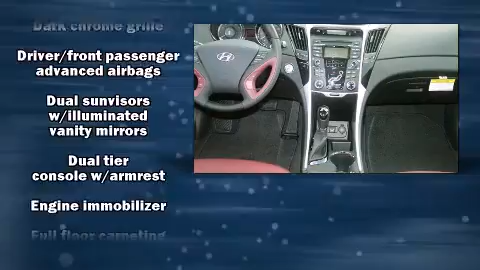 Dark chrome grille
Driver/front passenger
advanced airbags
Dual sunvisors
w/illuminated
vanity mirrors
Dual tier
console w/armrest
Engine immobilizer
Full floor carpeting